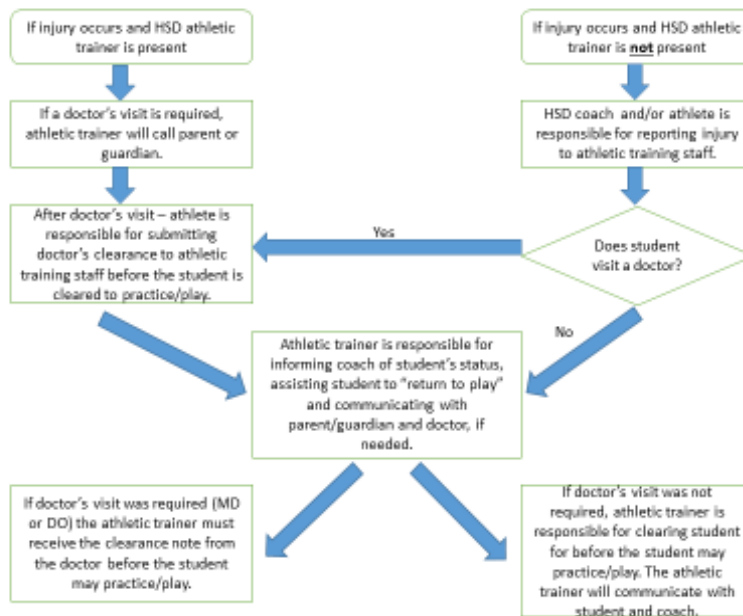 If injury occurs and HSD athletic
trainer is present
If injury occurs and HSD athletic
trainer is not present
If a doctor's visit is required,
athletic trainer will call parent or
guardian.
HSD coach and/or athlete is
responsible for reporting injury
to athletic training staff.
After doctor's visit – athlete is
responsible for submitting
doctor's clearance to athletic
training staff before the student is
cleared to practice/play.
Yes
Does student
visit a doctor?
No
Athletic trainer is responsible for
informing coach of student's status,
assisting student to "return to play"
and communicating with
parent/guardian and doctor, if
needed.
If doctor's visit was required (MD
or DO) the athletic trainer must
receive the clearance note from
the doctor before the student
may practice/play.
If doctor's visit was not
required, athletic trainer is
responsible for clearing student
for before the student may
practice/play. The athletic
trainer will communicate with
student and coach.